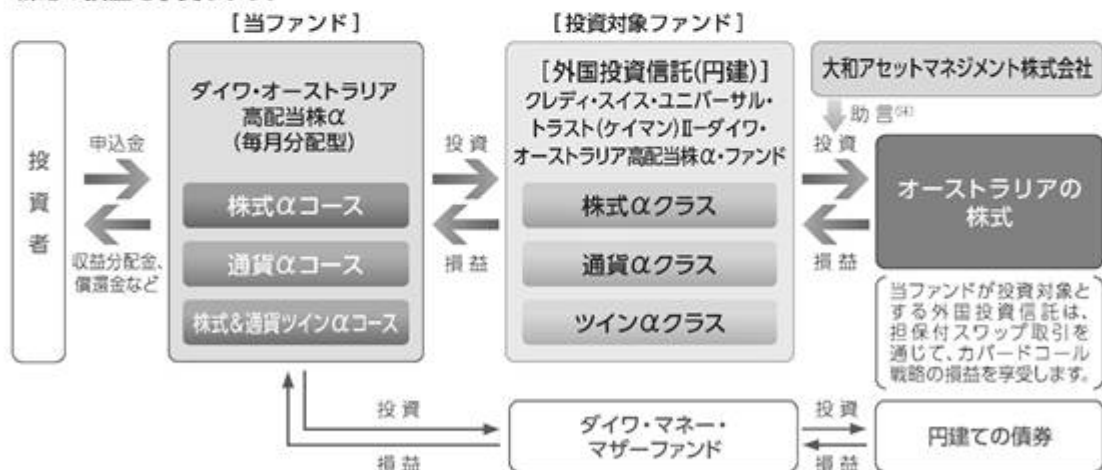 [当ファンド]
[投資対象ファンド]
投資者
申込金
収益分配金、
償還金など
ダイワ・オーストラリア
高配当株α
(毎月分配型)
株式αコース
通貨αコース
株式&通貨ツインαコース
投資
損益
[外国投資信託(円建)]
クレディ・スイス・ユニバーサル・
トラスト(ケイマン)Ⅱ-ダイワ・
オーストラリア高配当株α・ファンド
株式αクラス
通貨αクラス
ツインαクラス
大和アセットマネジメント株式会社
助言
投資
損益
オーストラリアの
株式
当ファンドが投資対象と
する外国投資信託は、
担保付スワップ取引を
通じて、カバードコール
戦略の損益を享受します。
投資
損益
ダイワ・マネー・
マザーファンド
投資
損益
円建ての債券